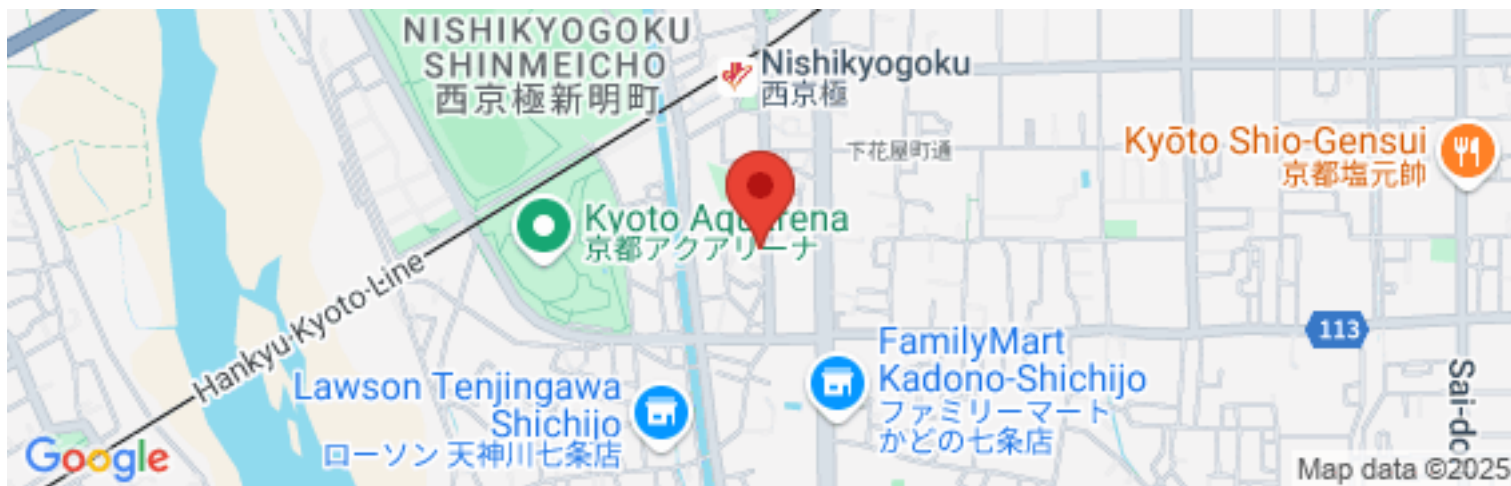 NISHIKYOGOKU
SHINMEICHO
西京極新明町
Nishikyogoku
西京極
下花屋町通
Kyōto Shio-Gensui
京都塩元帥
Kyoto Aquarena
京都アクアリーナ
Hankyu Kyoto Line
113
FamilyMart
Kadono-Shichijo
ファミリーマート
かどの七条店
Lawson Tenjingawa
Shichijo
ローソン 天神川七条店
Sai-do
Google
Map data ©2025